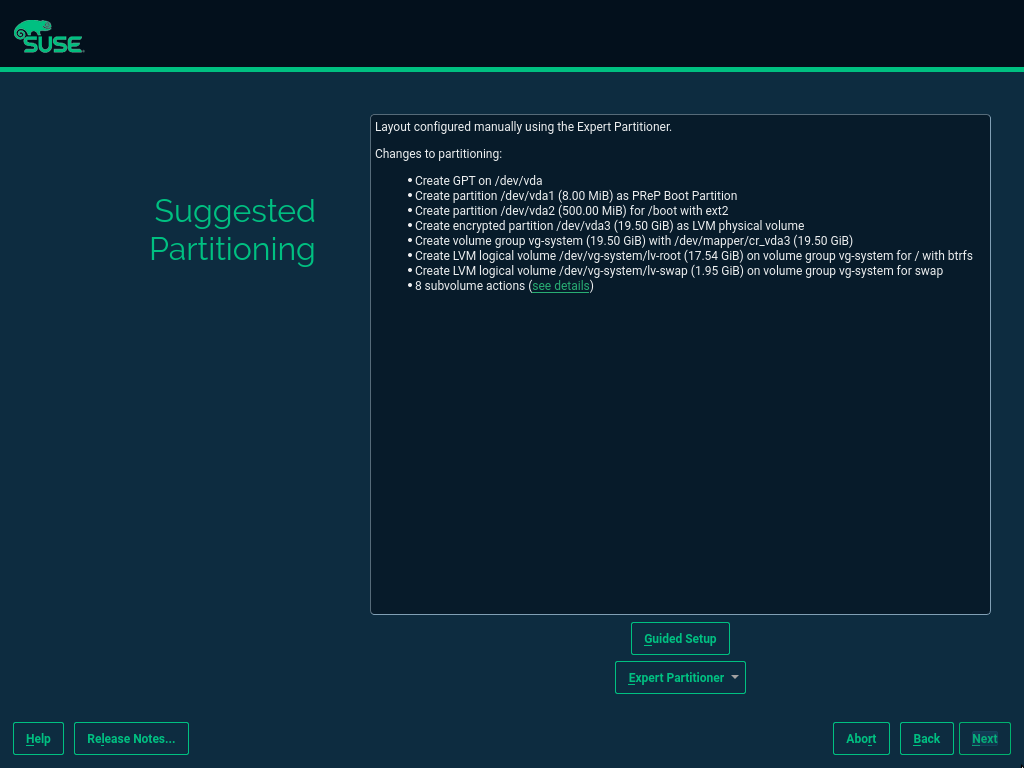 SUSE
Suggested
Partitioning
Layout configured manually using the Expert Partitioner.
Changes to partitioning:
• Create GPT on /dev/vda
• Create partition /dev/vda1 (8.00 MiB) as PReP Boot Partition
• Create partition /dev/vda2 (500.00 MiB) for /boot with ext2
• Create encrypted partition /dev/vda3 (19.50 GiB) as LVM physical volume
• Create volume group vg-system (19.50 GiB) with /dev/mapper/cr_vda3 (19.50 GiB)
• Create LVM logical volume /dev/vg-system/lv-root (17.54 GiB) on volume group vg-system for / with btrfs
• Create LVM logical volume /dev/vg-system/lv-swap (1.95 GiB) on volume group vg-system for swap
• 8 subvolume actions (see details)
Guided Setup
Expert Partitioner
Help
Release Notes...
Abort
Back
Next